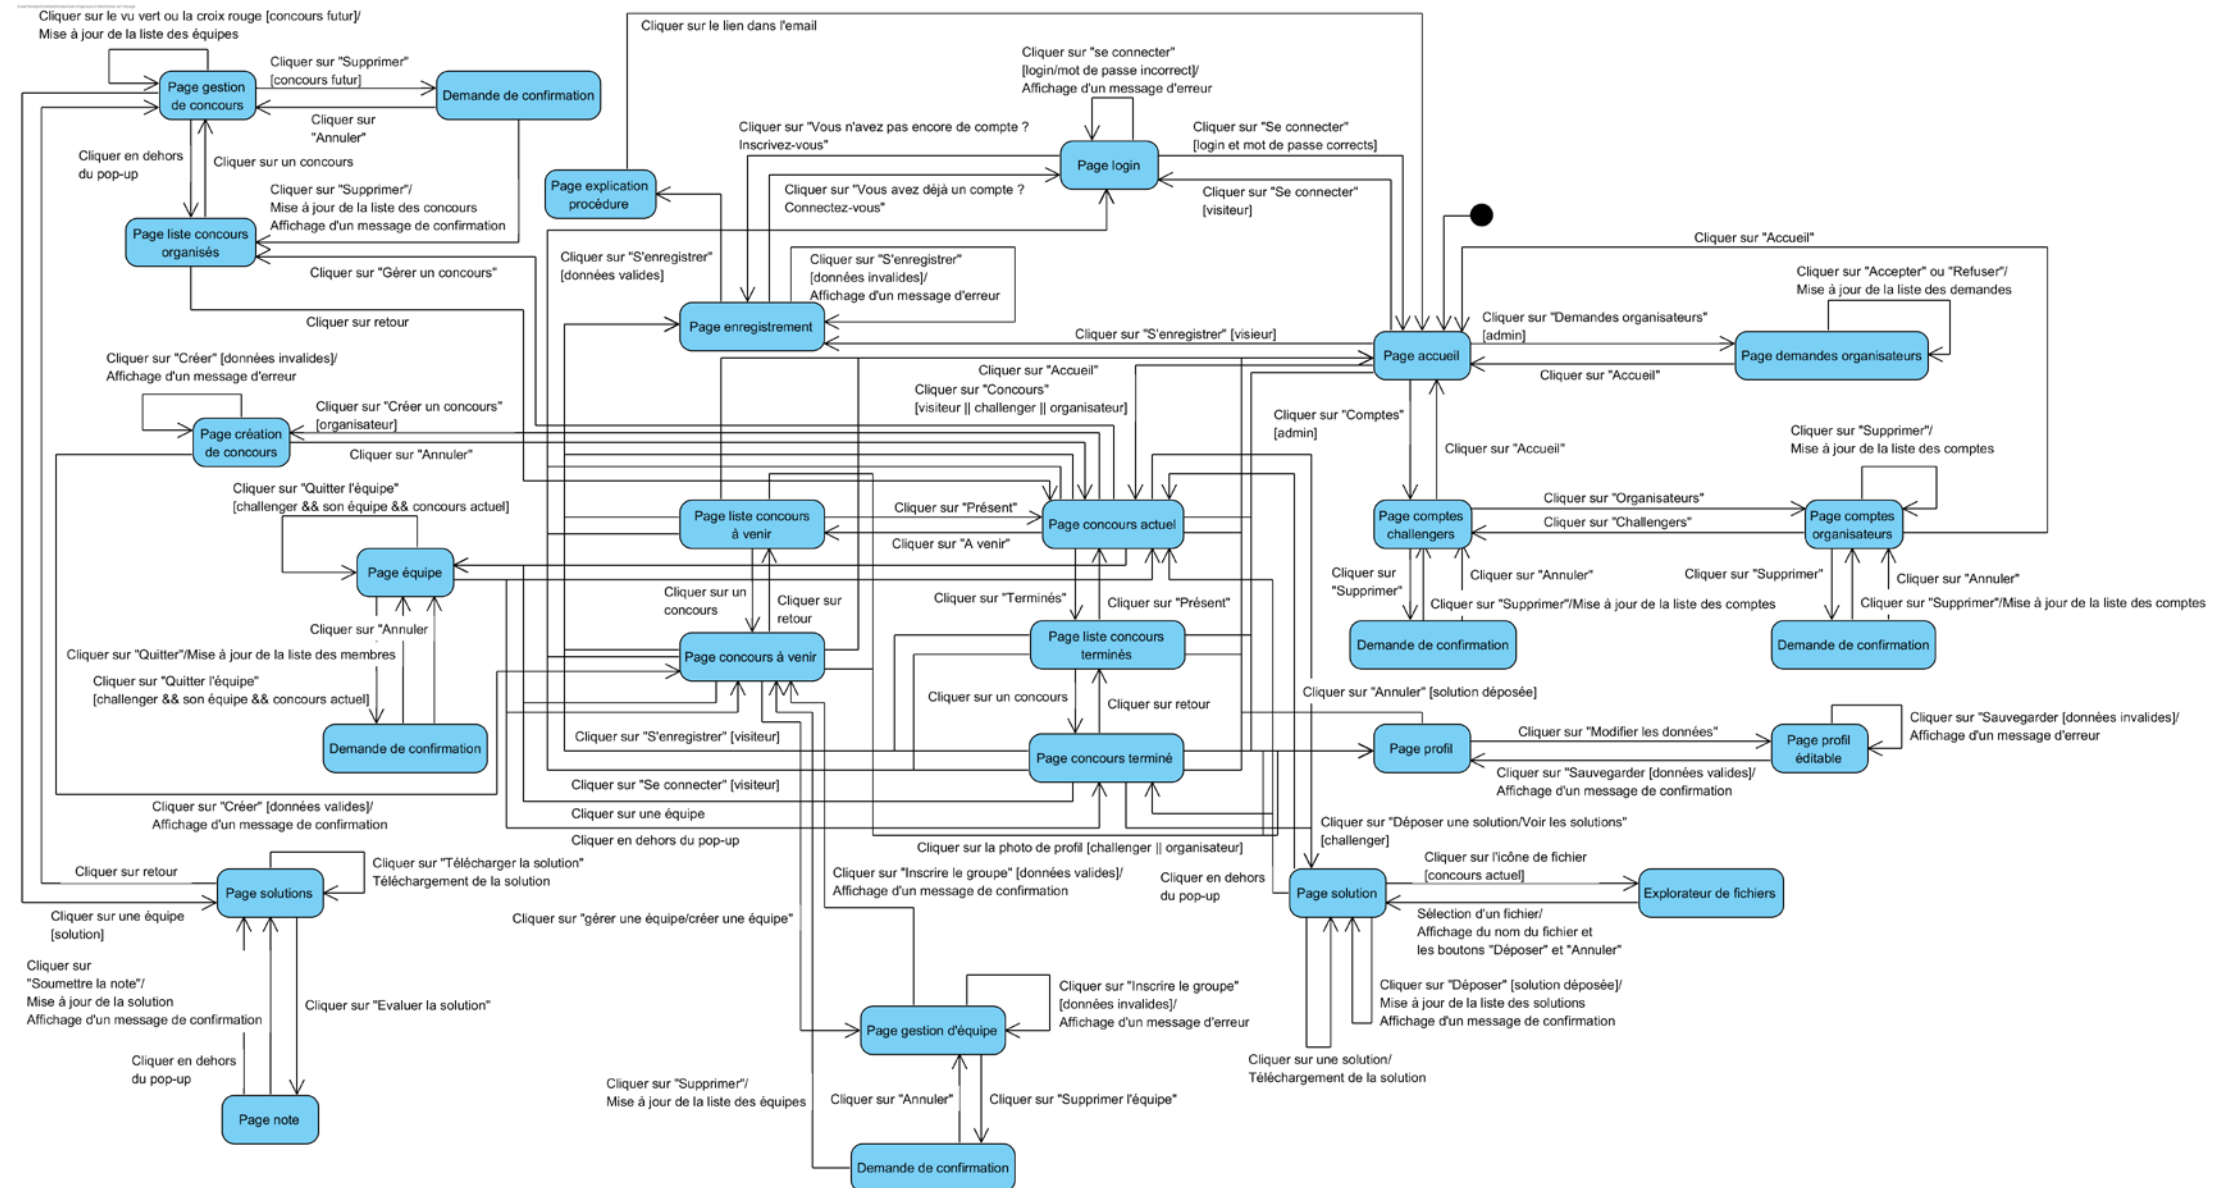 Cliquer sur le vu vert ou la croix rouge [concours futur]/
Mise à jour de la liste des équipes
Cliquer sur "Supprimer"
[concours futur]
Page gestion
de concours
Demande de confirmation
Cliquer sur
"Annuler"
Cliquer en dehors
du pop-up
Cliquer sur un concours
Cliquer sur "Supprimer"/
Mise à jour de la liste des concours
Affichage d'un message de confirmation
Page liste concours
organisés
Cliquer sur "Gérer un concours"
Cliquer sur retour
Cliquer sur le lien dans l'email
Cliquer sur "se connecter"
[login/mot de passe incorrect]/
Affichage d'un message d'erreur
Cliquer sur "Vous n'avez pas encore de compte ?
Inscrivez-vous"
Cliquer sur "Se connecter"
[login et mot de passe corrects]
Page login
Page explication
procédure
Cliquer sur "Vous avez déjà un compte ?
Connectez-vous"
Cliquer sur "Se connecter"
[visiteur]
Cliquer sur "S'enregistrer"
[données valides]
Cliquer sur "S'enregistrer"
[données invalides]/
Affichage d'un message d'erreur
Page enregistrement
Cliquer sur "S'enregistrer" [visieur]
Cliquer sur "Accueil"
Cliquer sur "Accepter" ou "Refuser"/
Mise à jour de la liste des demandes
Cliquer sur "Demandes organisateurs"
[admin]
Page accueil
Page demandes organisateurs
Cliquer sur "Accueil"
Cliquer sur "Accueil"
Cliquer sur "Concours"
[visiteur || challenger || organisateur]
Cliquer sur "Comptes"
[admin]
Cliquer sur "Accueil"
Cliquer sur "Supprimer"/
Mise à jour de la liste des comptes
Cliquer sur "Créer" [données invalides]/
Affichage d'un message d'erreur
Cliquer sur "Créer un concours"
[organisateur]
Page création
de concours
Cliquer sur "Annuler"
Cliquer sur "Quitter l'équipe"
[challenger && son équipe && concours actuel]
Page équipe
Page liste concours
à venir
Cliquer sur "Présent"
Page concours actuel
Cliquer sur "A venir"
Page comptes
challengers
Cliquer sur "Organisateurs"
Cliquer sur "Challengers"
Page comptes
organisateurs
Cliquer sur un
concours
Cliquer sur
retour
Cliquer sur "Terminés"
Cliquer sur "Présent"
Cliquer sur
"Supprimer"
Cliquer sur "Annuler"
Cliquer sur "Supprimer"/Mise à jour de la liste des comptes
Cliquer sur "Supprimer"
Cliquer sur "Annuler"
Cliquer sur "Supprimer"/Mise à jour de la liste des comptes
Demande de confirmation
Demande de confirmation
Cliquer sur "Annuler
Cliquer sur "Quitter"/Mise à jour de la liste des membres
Cliquer sur "Quitter l'équipe"
[challenger && son équipe && concours actuel]
Demande de confirmation
Page concours à venir
Page liste concours
terminés
Cliquer sur un concours
Cliquer sur retour
Cliquer sur "Annuler" [solution déposée]
Cliquer sur "S'enregistrer" [visiteur]
Page concours terminé
Page profil
Cliquer sur "Modifier les données"
Page profil
éditable
Cliquer sur "Sauvegarder [données invalides]/
Affichage d'un message d'erreur
Cliquer sur "Sauvegarder [données valides]/
Affichage d'un message de confirmation
Cliquer sur "Se connecter" [visiteur]
Cliquer sur une équipe
Cliquer en dehors du pop-up
Cliquer sur "Créer" [données valides]/
Affichage d'un message de confirmation
Cliquer sur "Déposer une solution/Voir les solutions"
[challenger]
Cliquer sur la photo de profil [challenger || organisateur]
Cliquer sur retour
Cliquer sur "Télécharger la solution"
Téléchargement de la solution
Page solutions
Cliquer sur une équipe
[solution]
Cliquer sur "Inscrire le groupe" [données valides]/
Affichage d'un message de confirmation
Cliquer sur "gérer une équipe/créer une équipe"
Cliquer en dehors
du pop-up
Page solution
Cliquer sur l'icône de fichier
[concours actuel]
Explorateur de fichiers
Sélection d'un fichier/
Affichage du nom du fichier et
les boutons "Déposer" et "Annuler"
Cliquer sur
"Soumettre la note"/
Mise à jour de la solution
Affichage d'un message de confirmation
Cliquer sur "Evaluer la solution"
Cliquer en dehors
du pop-up
Page note
Cliquer sur "Inscrire le groupe"
[données invalides]/
Affichage d'un message d'erreur
Page gestion d'équipe
Cliquer sur "Déposer" [solution déposée]/
Mise à jour de la liste des solutions
Affichage d'un message de confirmation
Cliquer sur une solution/
Téléchargement de la solution
Cliquer sur "Supprimer"/
Mise à jour de la liste des équipes
Cliquer sur "Annuler"
Cliquer sur "Supprimer l'équipe"
Demande de confirmation